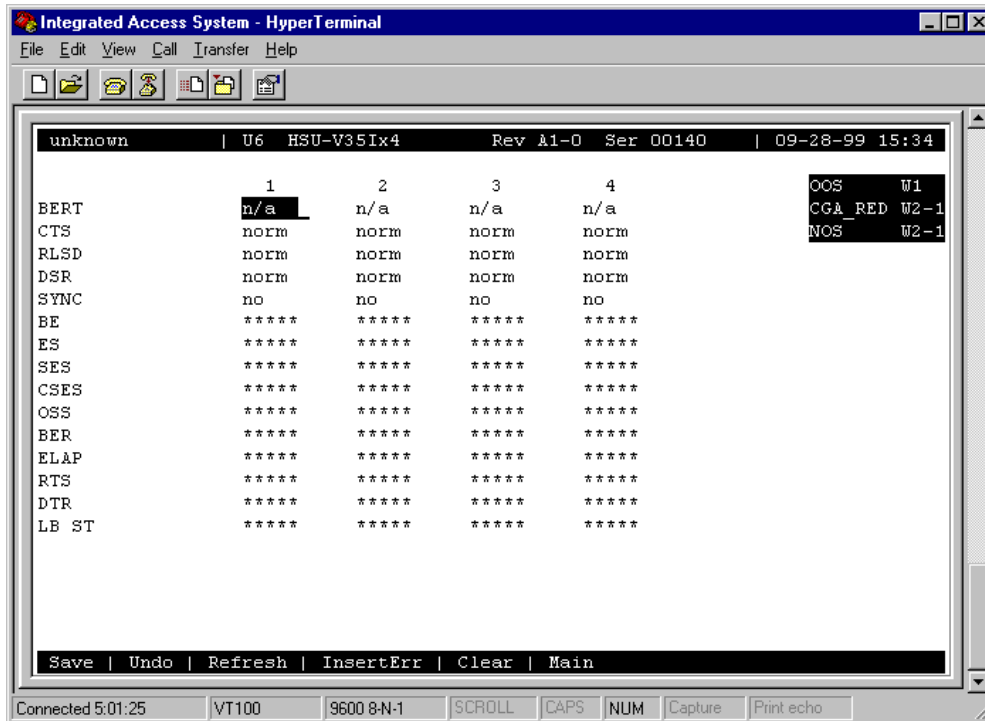 Integrated Access System - HyperTerminal
File Edit View Call Transfer Help
unknown | U6 HSU-V35Ix4 Rev A1-0 Ser 00140 | 09-28-99 15:34
1 2 3 4 OOS W1
BERT n/a _ n/a n/a n/a CGA_RED W2-1
CTS norm norm norm norm NOS W2-1
RLSD norm norm norm norm
DSR norm norm norm norm
SYNC no no no no
BE ***** ***** ***** *****
ES ***** ***** ***** *****
SES ***** ***** ***** *****
CSES ***** ***** ***** *****
OSS ***** ***** ***** *****
BER ***** ***** ***** *****
ELAP ***** ***** ***** *****
RTS ***** ***** ***** *****
DTR ***** ***** ***** *****
LB ST ***** ***** ***** *****
Save | Undo | Refresh | InsertErr | Clear | Main
Connected 5:01:25 VT100 9600 8-N-1 SCROLL CAPS NUM Capture Print echo